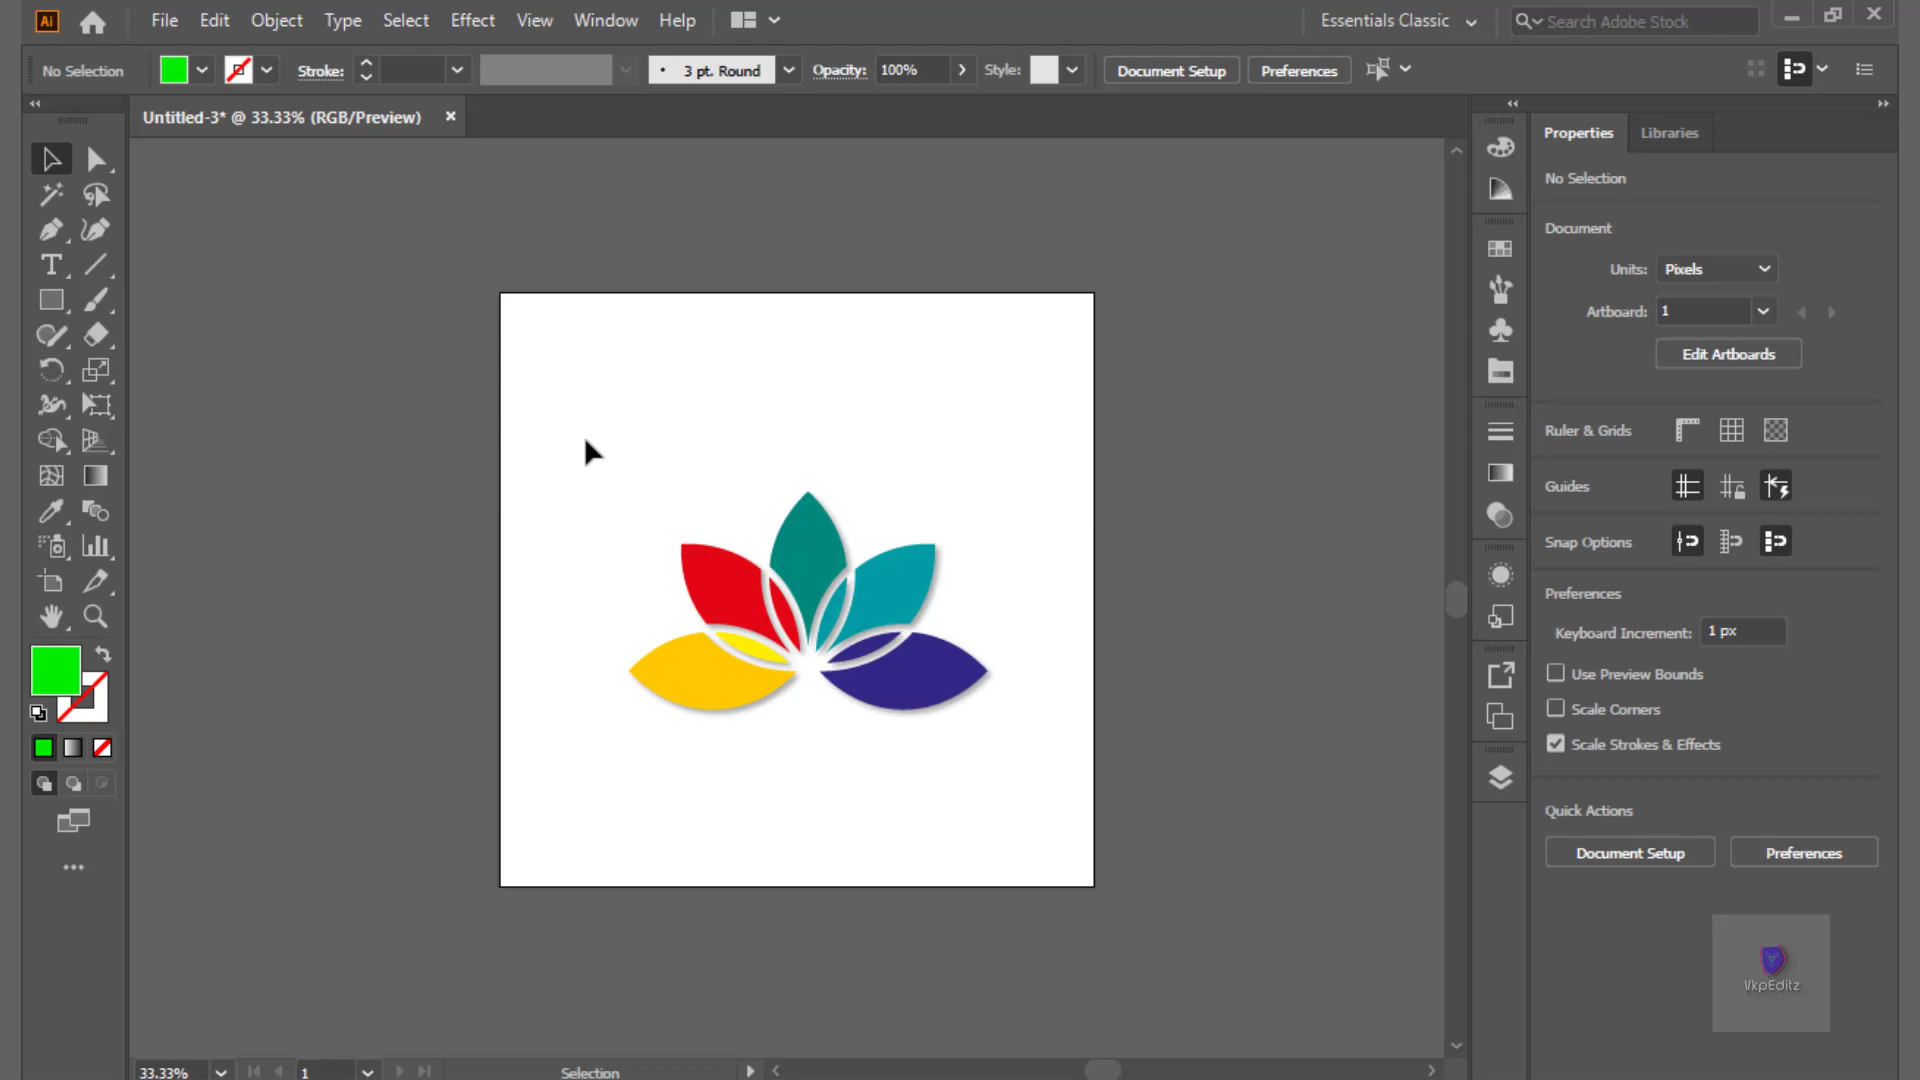 Ai File Edit Object Type Select Effect View Window Help Essentials Classic Search Adobe Stock
No Selection Stroke: 3 pt. Round Opacity: 100% Style: Document Setup Preferences
Untitled-3* @ 33.33% (RGB/Preview)
Properties Libraries
No Selection
Document
Units: Pixels
Artboard: 1
Edit Artboards
Ruler & Grids
Guides
Snap Options
Preferences
Keyboard Increment: 1 px
Use Preview Bounds
Scale Corners
Scale Strokes & Effects
Quick Actions
Document Setup Preferences
VkpEditz
33.33% 1 Selection